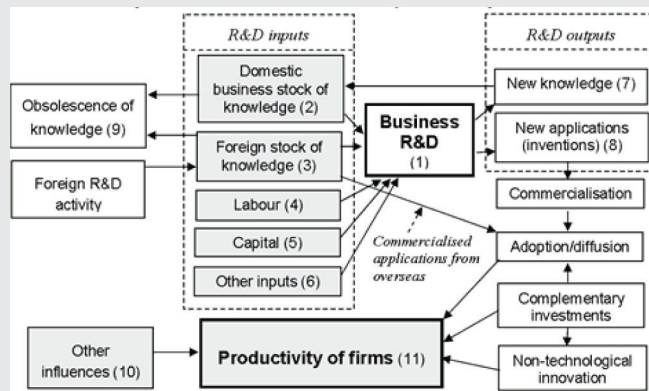 R&D inputs
R&D outputs
Domestic
business stock of
knowledge (2)
New knowledge (7)
Obsolescence of
knowledge (9)
Business
R&D
(1)
New applications
(inventions) (8)
Foreign stock of
knowledge (3)
Foreign R&D
activity
Labour (4)
Commercialisation
Capital (5)
Commercialised
applications from
overseas
Adoption/diffusion
Other inputs (6)
Complementary
investments
Other
influences (10)
Productivity of firms (11)
Non-technological
innovation